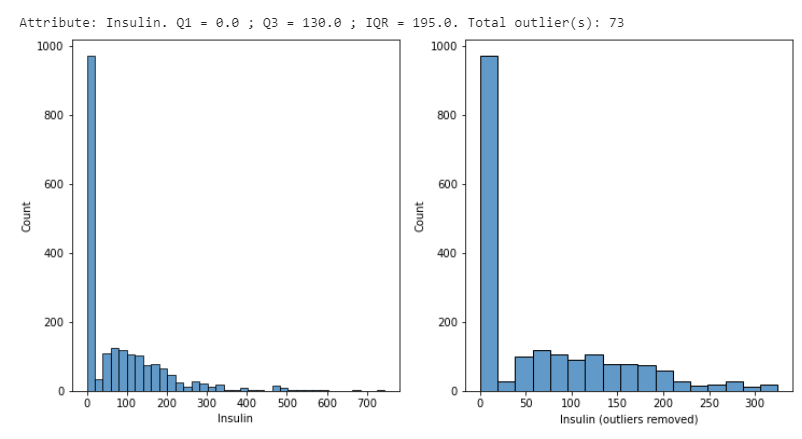 Attribute: Insulin. Q1 = 0.0 ; Q3 = 130.0 ; IQR = 195.0. Total outlier(s): 73
1000
800
600
400
200
0
Count
0 100 200 300 400 500 600 700
Insulin
1000
800
600
400
200
0
Count
0 50 100 150 200 250 300
Insulin (outliers removed)